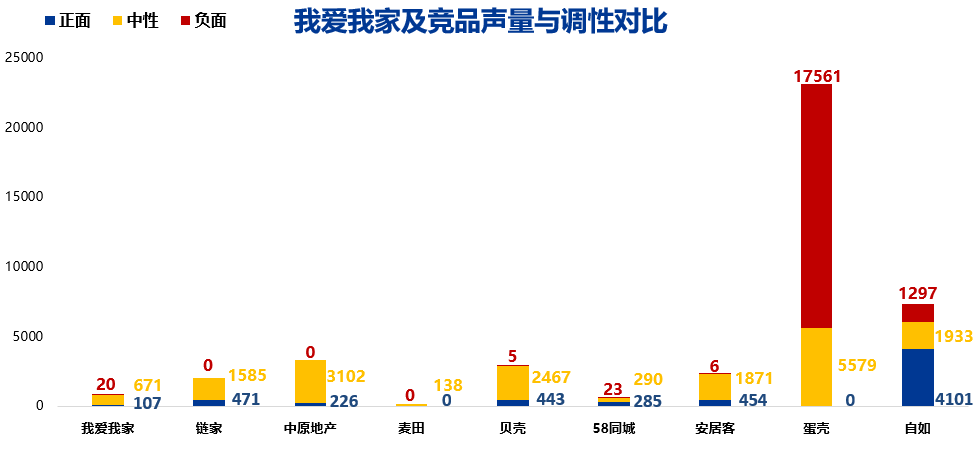 我爱我家及竞品声量与调性对比
正面 中性 负面
25000
20000
15000
10000
5000
0
20 671 107
0 1585 471
0 3102 226
0 138 0
5 2467 443
23 290 285
6 1871 454
17561 5579 0
1297 1933 4101
我爱我家 链家 中原地产 麦田 贝壳 58同城 安居客 蛋壳 自如